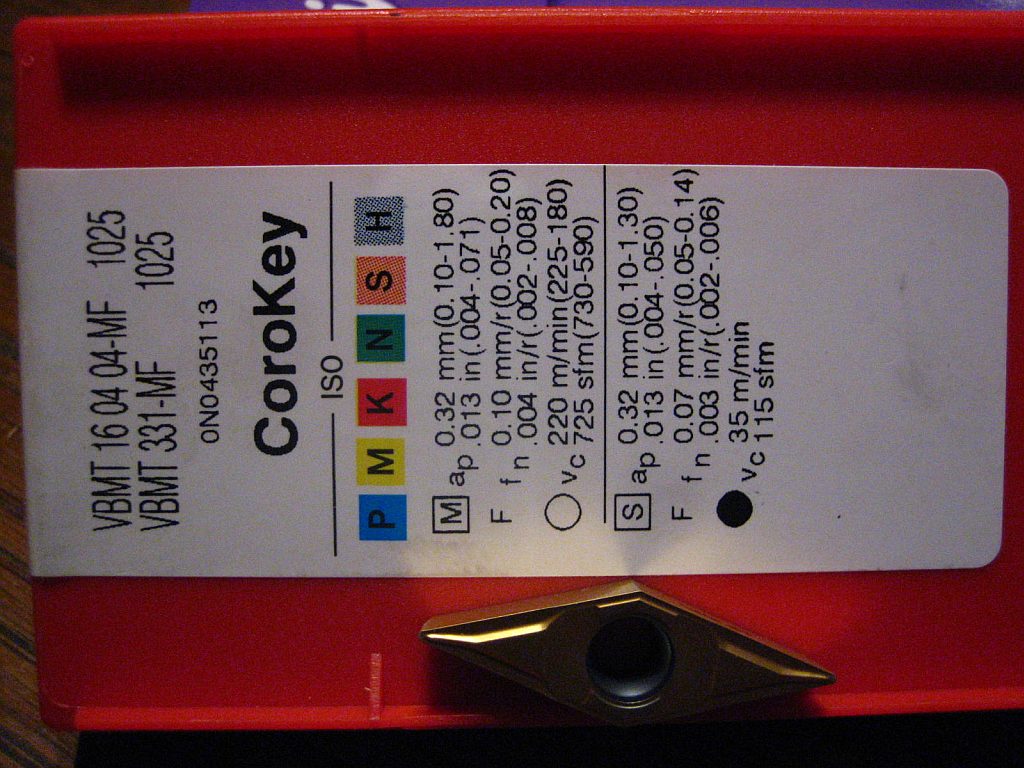 VBMT 16 04 04-MF 1025
VBMT 331-MF 1025
0N0435113
CoroKey
ISO
P M K N S H
M ap 0.32 mm(0.10-1.80)
.013 in(.004-.071)
F fn 0.10 mm/r(0.05-0.20)
.004 in/r(.002-.008)
vc 220 m/min(225-180)
725 sfm(730-590)
S ap 0.32 mm(0.10-1.30)
.013 in(.004-.050)
F fn 0.07 mm/r(0.05-0.14)
.003 in/r(.002-.006)
vc 35 m/min
115 sfm